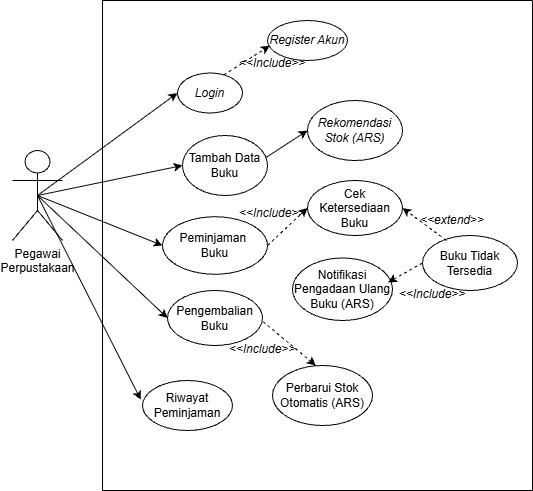 Register Akun
<<Include>>
Login
Rekomendasi
Stok (ARS)
Tambah Data
Buku
Cek
Ketersediaan
Buku
<<Include>>
<<extend>>
Pegawai
Perpustakaan
Peminjaman
Buku
Buku Tidak
Tersedia
Notifikasi
Pengadaan Ulang
Buku (ARS)
<<Include>>
Pengembalian
Buku
<<Include>>
Perbarui Stok
Otomatis (ARS)
Riwayat
Peminjaman